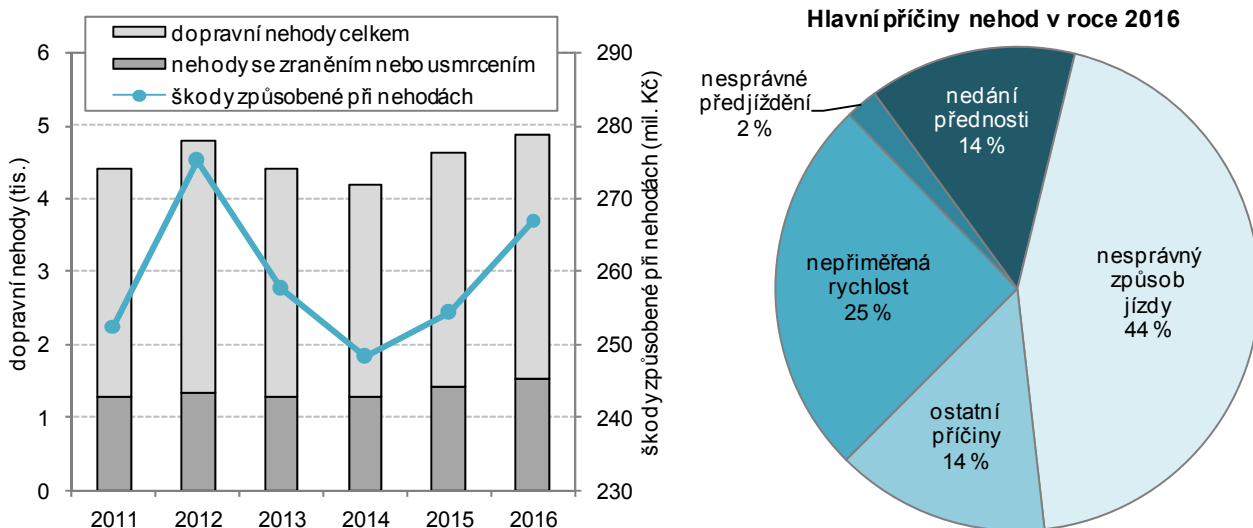 dopravní nehody celkem
nehody se zraněním nebo usmrcením
škody způsobené při nehodách
dopravní nehody (tis.)
6
5
4
3
2
1
0
290
280
270
260
250
240
230
škody způsobené při nehodách (mil. Kč)
2011 2012 2013 2014 2015 2016
Hlavní příčiny nehod v roce 2016
nesprávné
předjíždění
2 %
nedání
přednosti
14 %
nesprávný
způsob
jízdy
44 %
nepřiměřená
rychlost
25 %
ostatní
příčiny
14 %